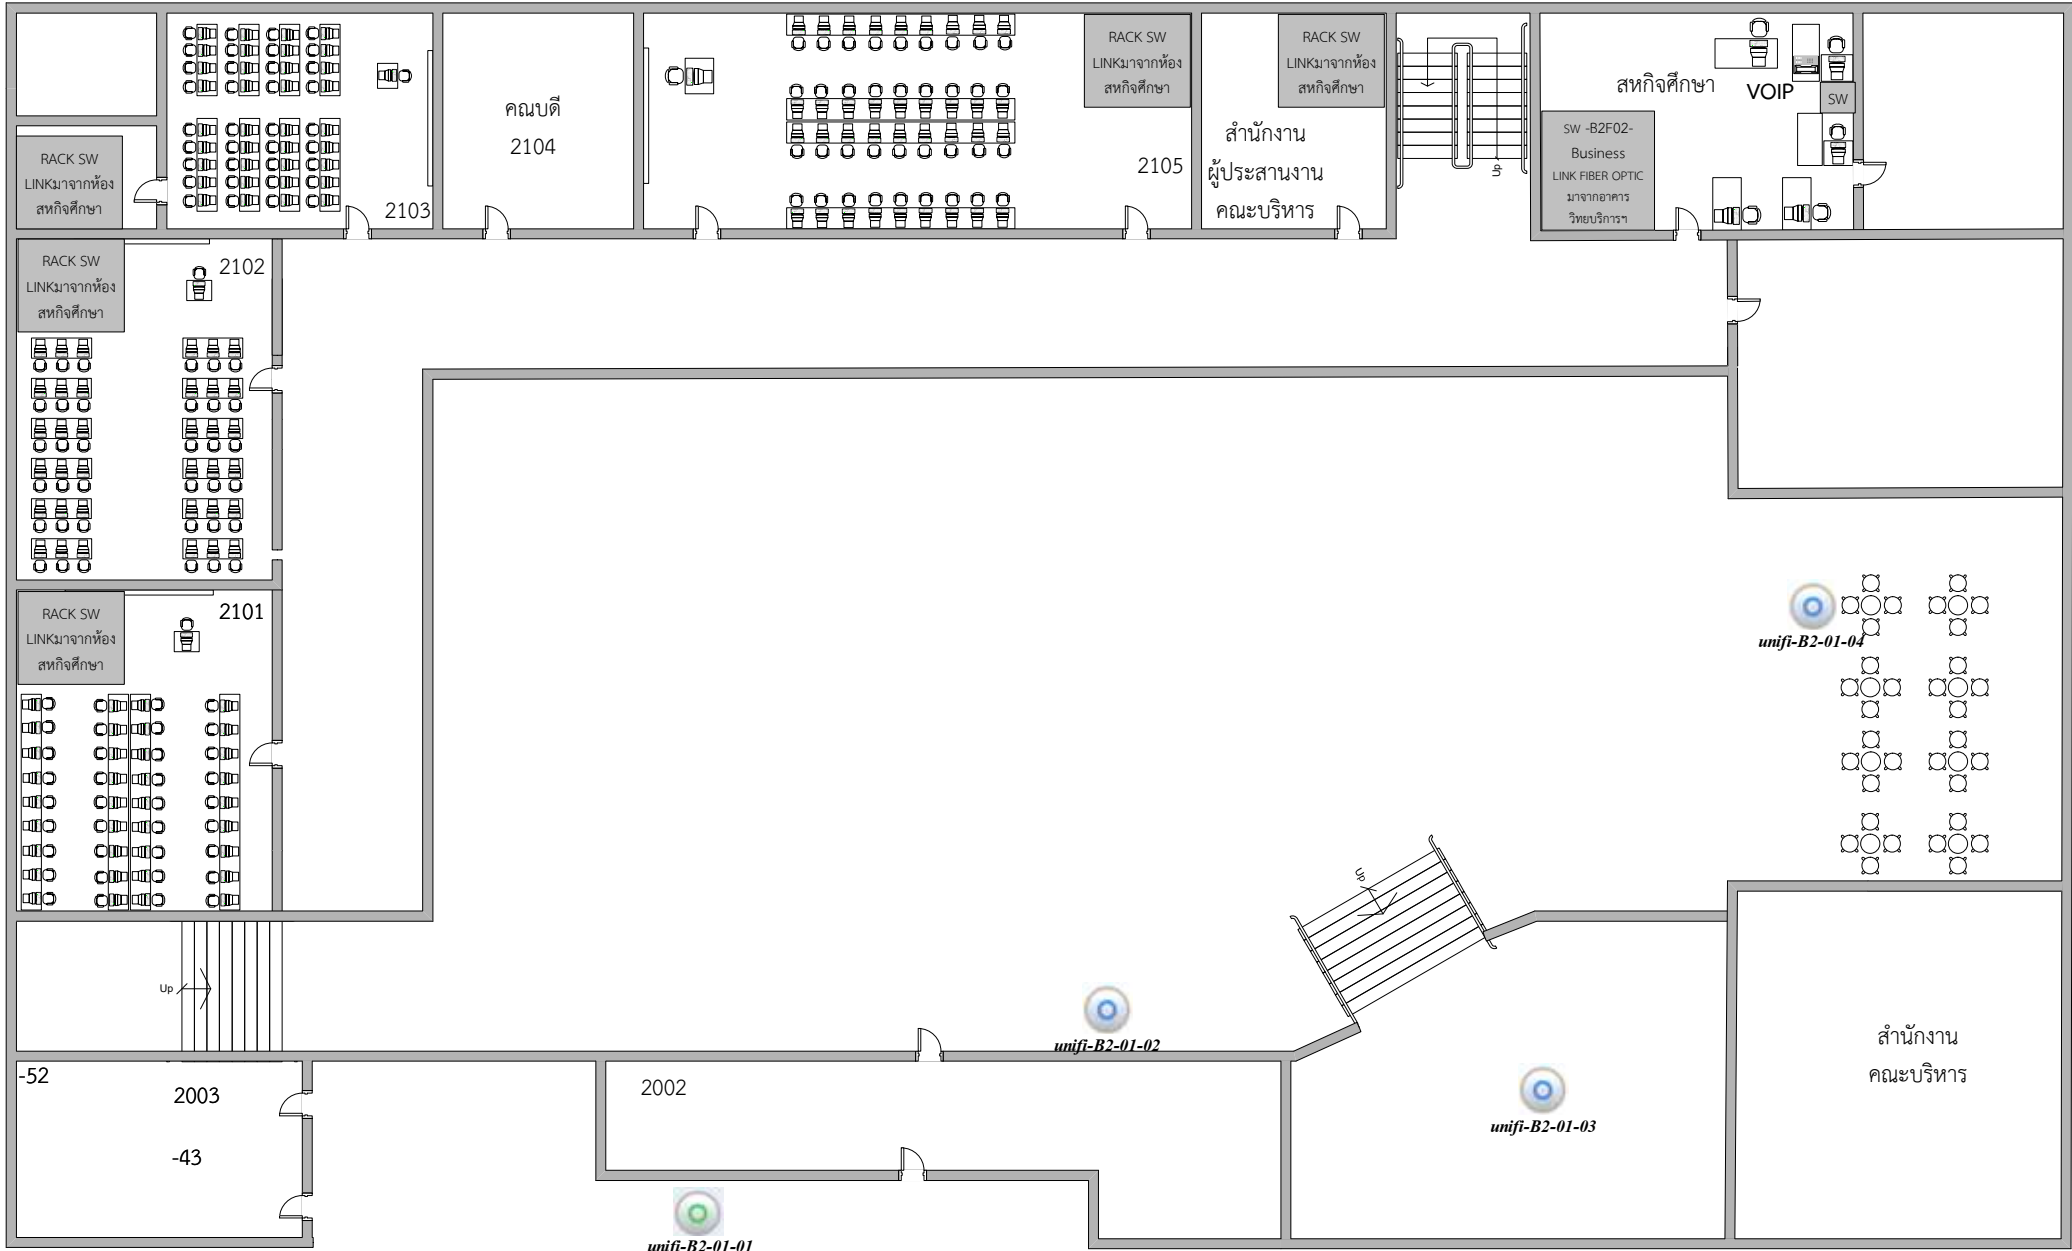 RACK SW
LINKมาจากห้อง
สหกิจศึกษา
2103
คณบดี
2104
RACK SW
LINKมาจากห้อง
สหกิจศึกษา
2105
สำนักงาน
ผู้ประสานงาน
คณะบริหาร
RACK SW
LINKมาจากห้อง
สหกิจศึกษา
Up
สหกิจศึกษา
VOIP
SW
SW -B2F02-
Business
LINK FIBER OPTIC
มาจากอาคาร
วิทยบริการฯ
RACK SW
LINKมาจากห้อง
สหกิจศึกษา
2102
RACK SW
LINKมาจากห้อง
สหกิจศึกษา
2101
unifi-B2-01-04
Up
Up
unifi-B2-01-02
-52
2003
-43
2002
unifi-B2-01-03
สำนักงาน
คณะบริหาร
unifi-B2-01-01